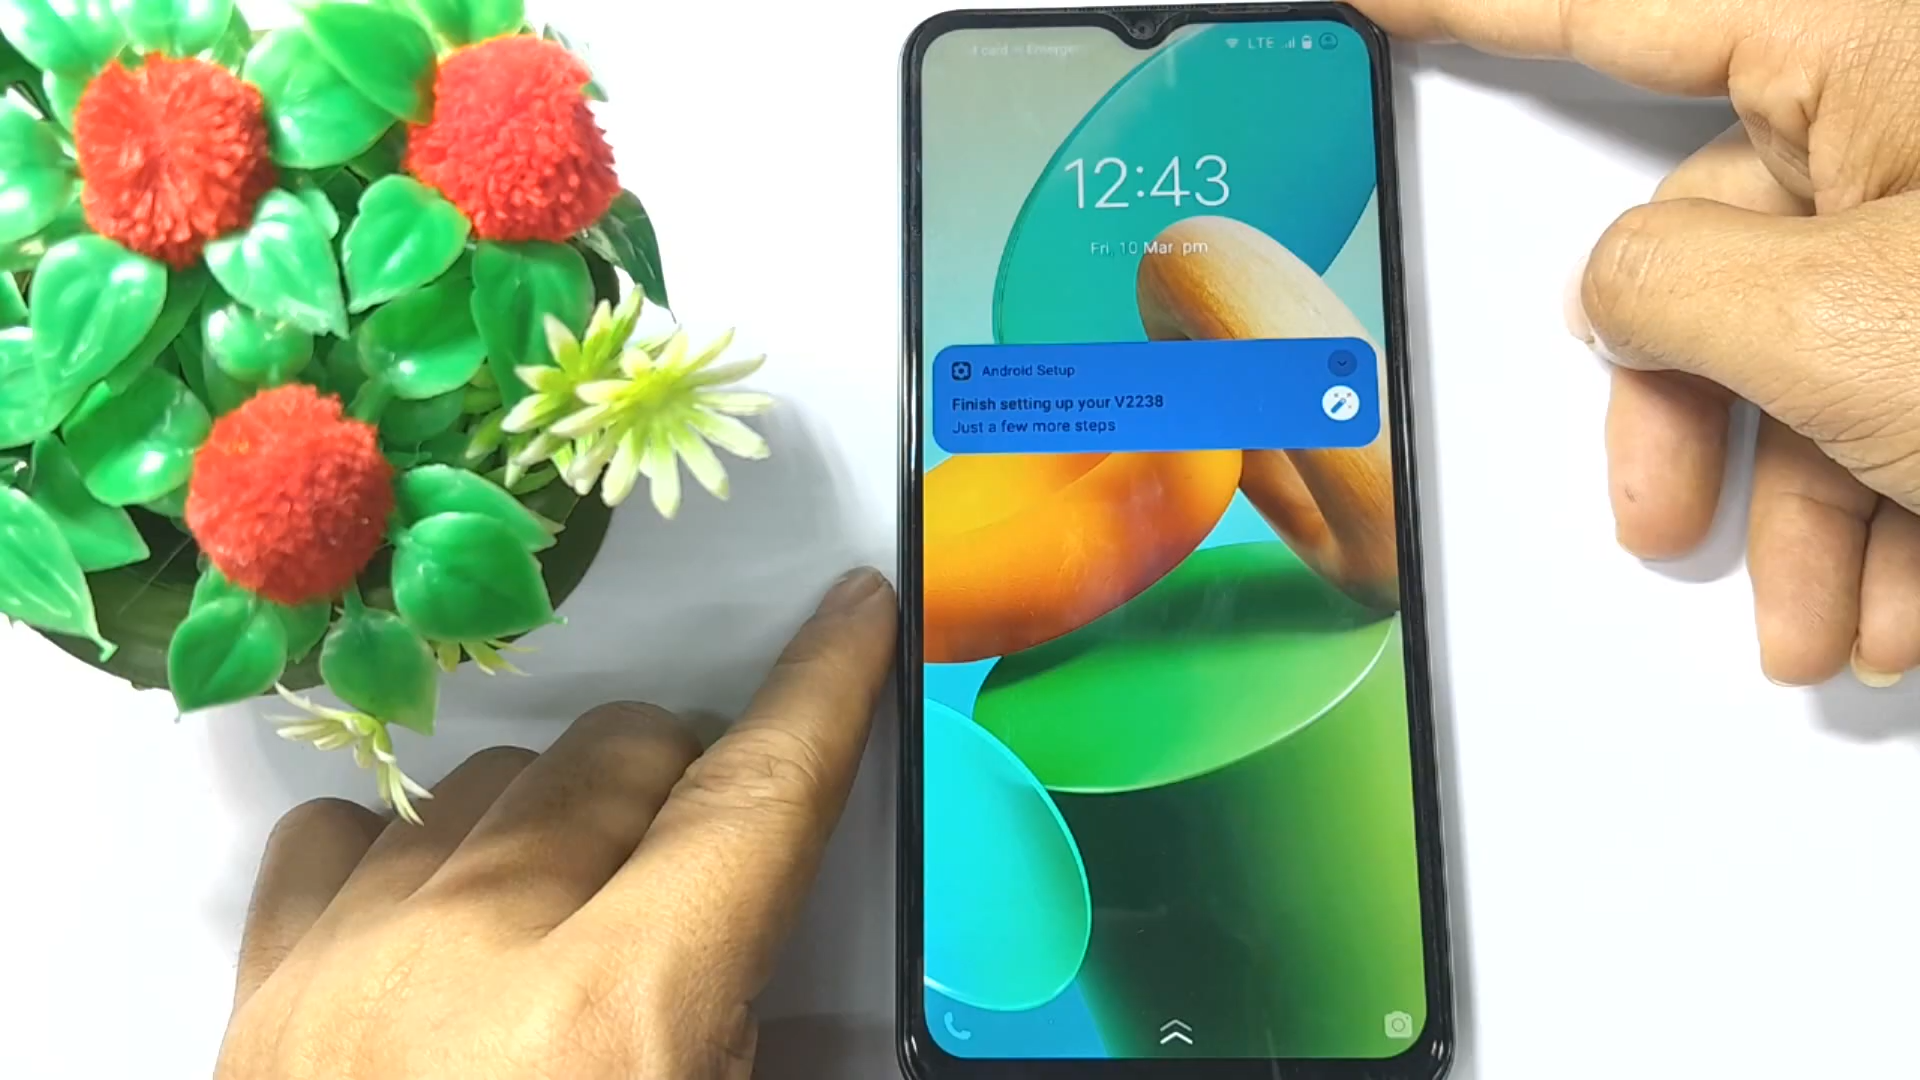 LTE
12:43
Fri, 10 Mar pm
Android Setup
Finish setting up your V2238
Just a few more steps